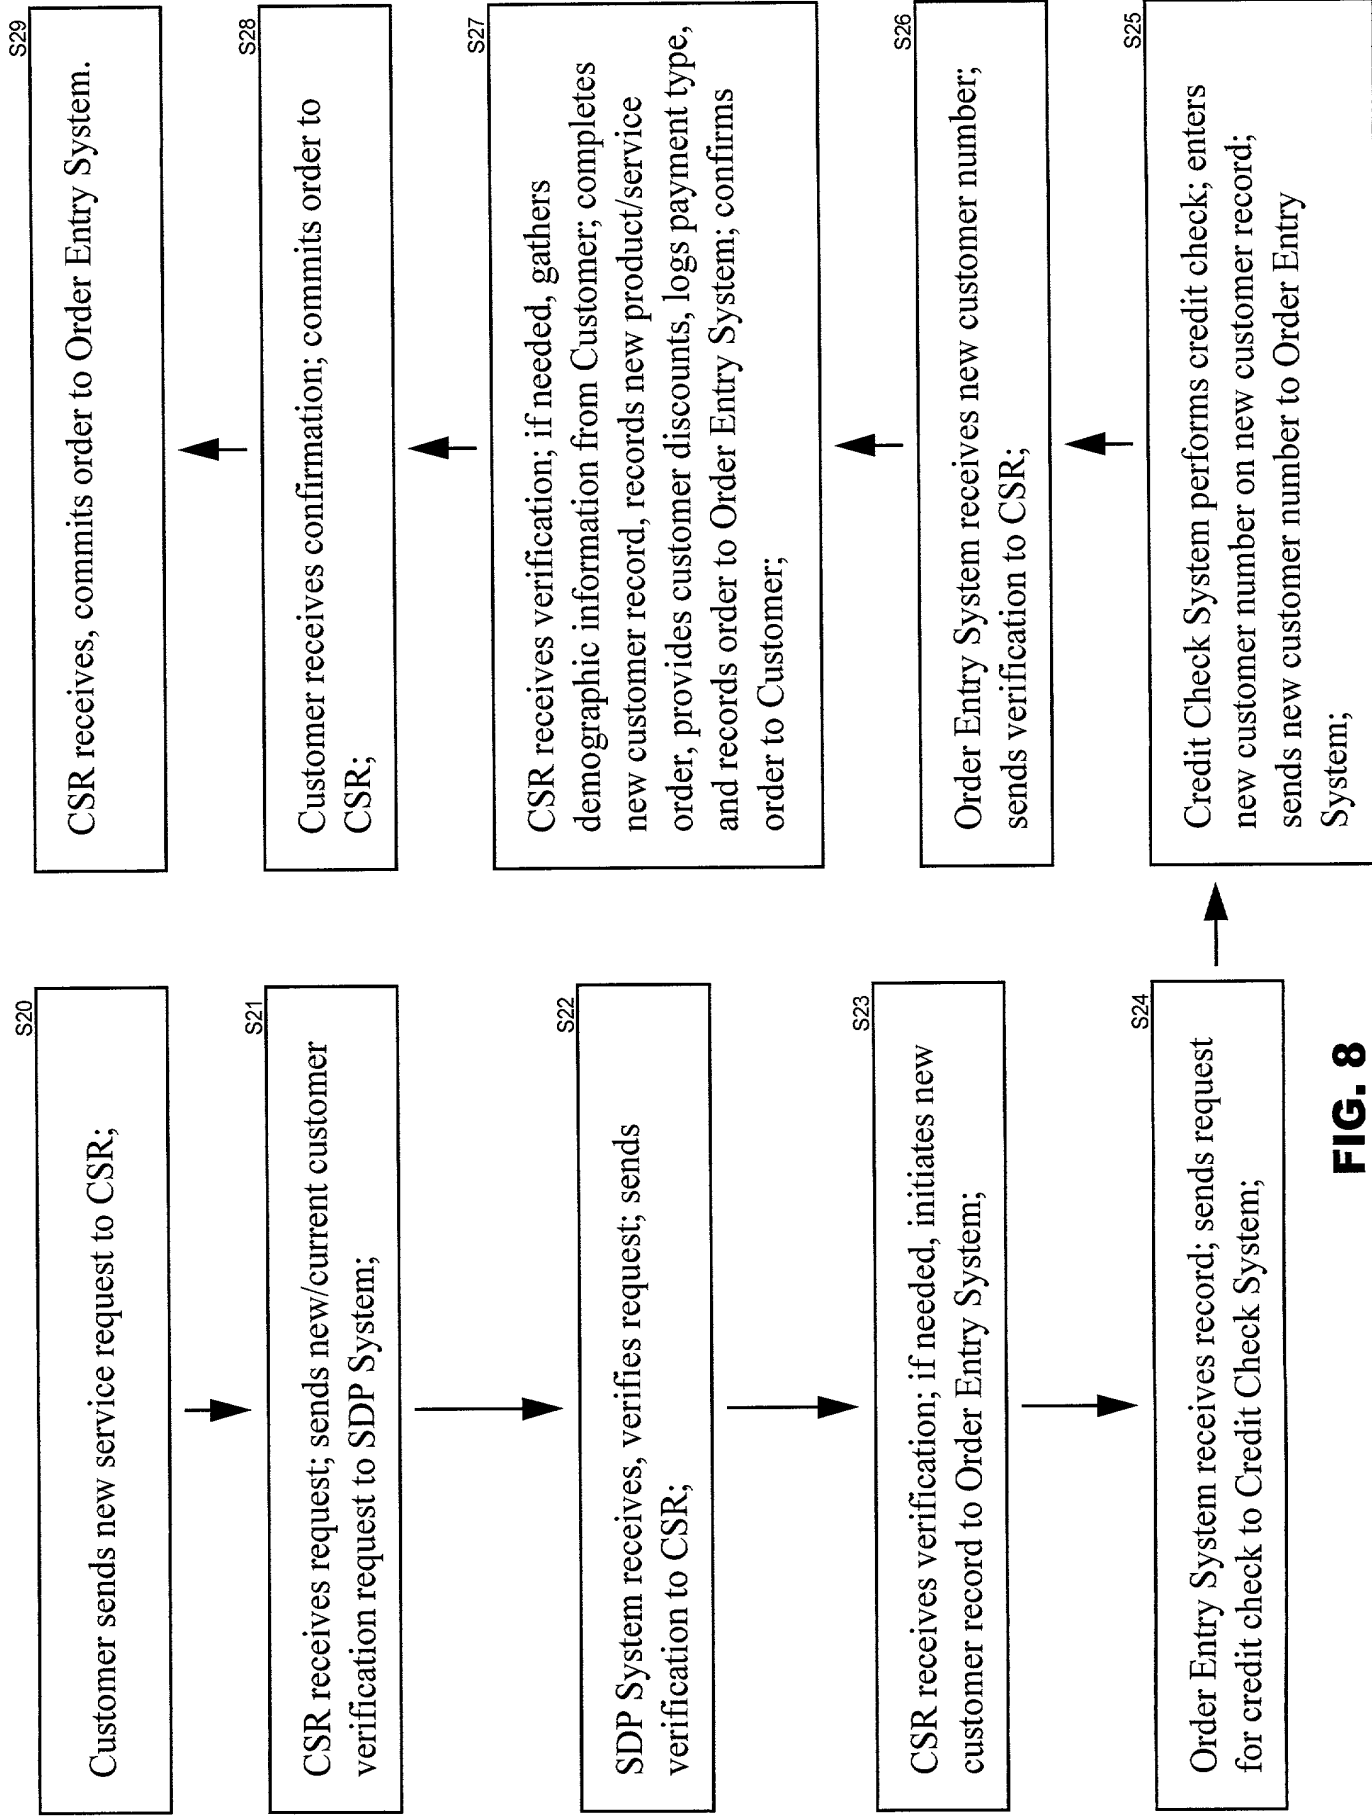 S20
Customer sends new service request to CSR;
S21
CSR receives request; sends new/current customer
verification request to SDP System;
S22
SDP System receives, verifies request; sends
verification to CSR;
S23
CSR receives verification; if needed, initiates new
customer record to Order Entry System;
S24
Order Entry System receives record; sends request
for credit check to Credit Check System;
S25
Credit Check System performs credit check; enters
new customer number on new customer record;
sends new customer number to Order Entry
System;
S26
Order Entry System receives new customer number;
sends verification to CSR;
S27
CSR receives verification; if needed, gathers
demographic information from Customer; completes
new customer record, records new product/service
order, provides customer discounts, logs payment type,
and records order to Order Entry System; confirms
order to Customer;
S28
Customer receives confirmation; commits order to
CSR;
S29
CSR receives, commits order to Order Entry System.
FIG. 8